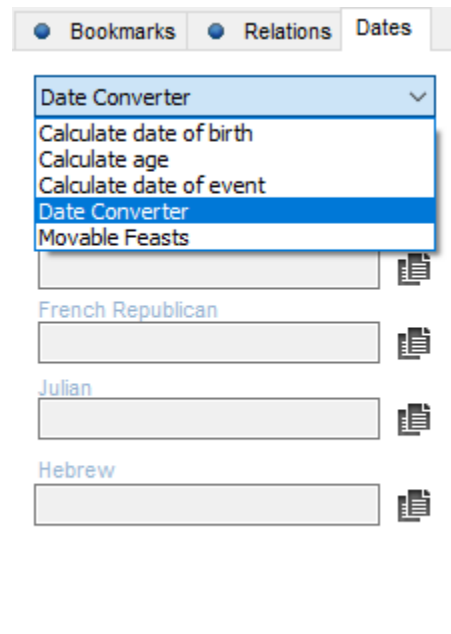 Bookmarks Relations Dates
Date Converter
Calculate date of birth
Calculate age
Calculate date of event
Date Converter
Movable Feasts
French Republican
Julian
Hebrew